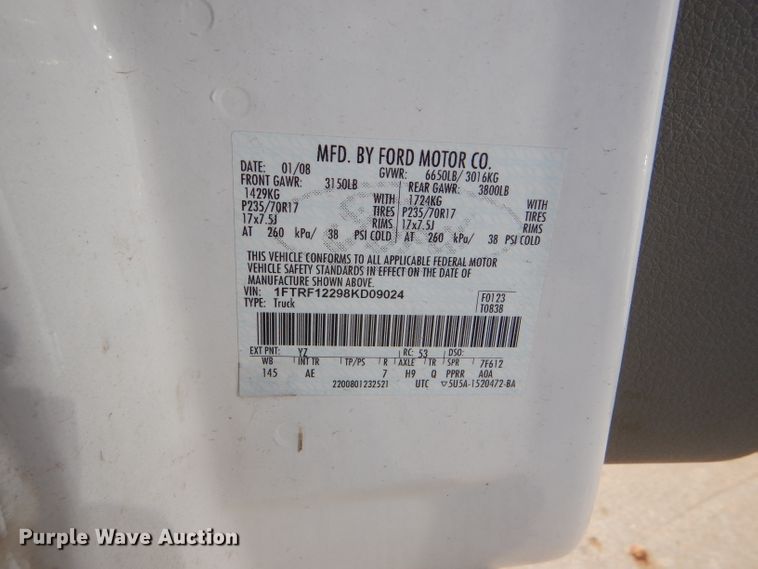 MFD. BY FORD MOTOR CO.
DATE: 01/08 GVWR: 6650LB/ 3016KG
FRONT GAWR: 3150LB REAR GAWR: 3800LB
1429KG WITH 1724KG WITH
P235/70R17 TIRES P235/70R17 TIRES
17x7.5J RIMS 17x7.5J RIMS
AT 260 kPa/ 38 PSI COLD AT 260 kPa/ 38 PSI COLD
THIS VEHICLE CONFORMS TO ALL APPLICABLE FEDERAL MOTOR
VEHICLE SAFETY STANDARDS IN EFFECT ON THE DATE OF
MANUFACTURE SHOWN ABOVE.
VIN: 1FTRF12298KD09024 F0123
TYPE: Truck T0838
EXT PNT: YZ RC: 53 DSO:
WB INT TR TP/PS R AXLE TR SPR 7F612
145 AE 7 H9 Q PPRR A0A
2200801232521 UTC ▽5U5A-1520472-BA
Purple Wave Auction